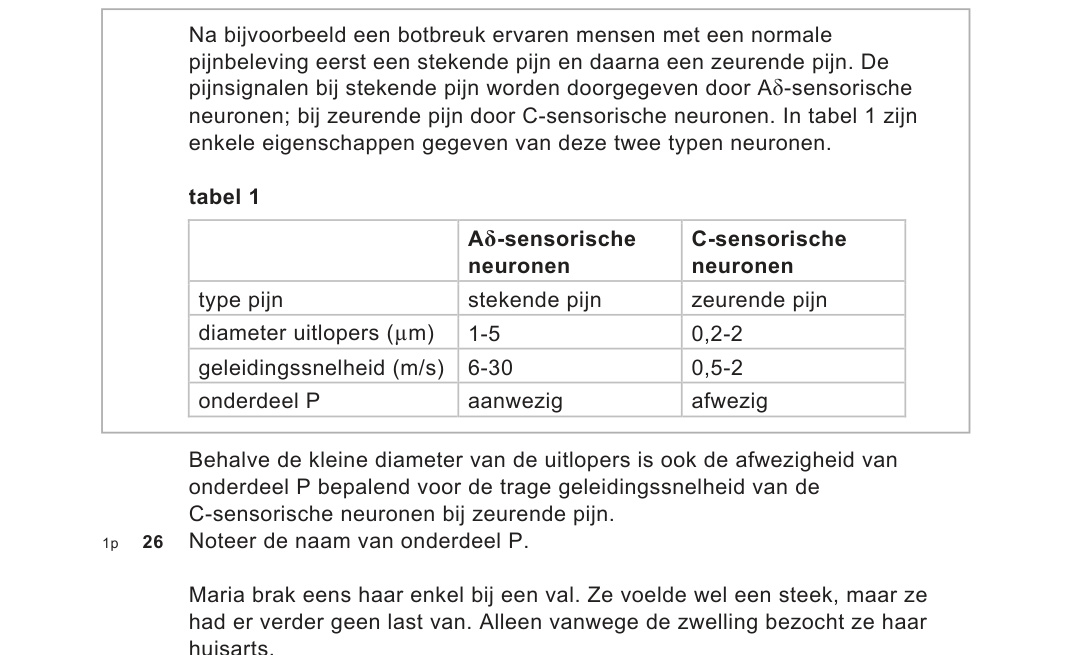 Na bijvoorbeeld een botbreuk ervaren mensen met een normale
pijnbeleving eerst een stekende pijn en daarna een zeurende pijn. De
pijnsignalen bij stekende pijn worden doorgegeven door Aδ-sensorische
neuronen; bij zeurende pijn door C-sensorische neuronen. In tabel 1 zijn
enkele eigenschappen gegeven van deze twee typen neuronen.
tabel 1
Aδ-sensorische neuronen C-sensorische neuronen
type pijn stekende pijn zeurende pijn
diameter uitlopers (μm) 1-5 0,2-2
geleidingssnelheid (m/s) 6-30 0,5-2
onderdeel P aanwezig afwezig
Behalve de kleine diameter van de uitlopers is ook de afwezigheid van
onderdeel P bepalend voor de trage geleidingssnelheid van de
C-sensorische neuronen bij zeurende pijn.
1p 26 Noteer de naam van onderdeel P.
Maria brak eens haar enkel bij een val. Ze voelde wel een steek, maar ze
had er verder geen last van. Alleen vanwege de zwelling bezocht ze haar
huisarts.